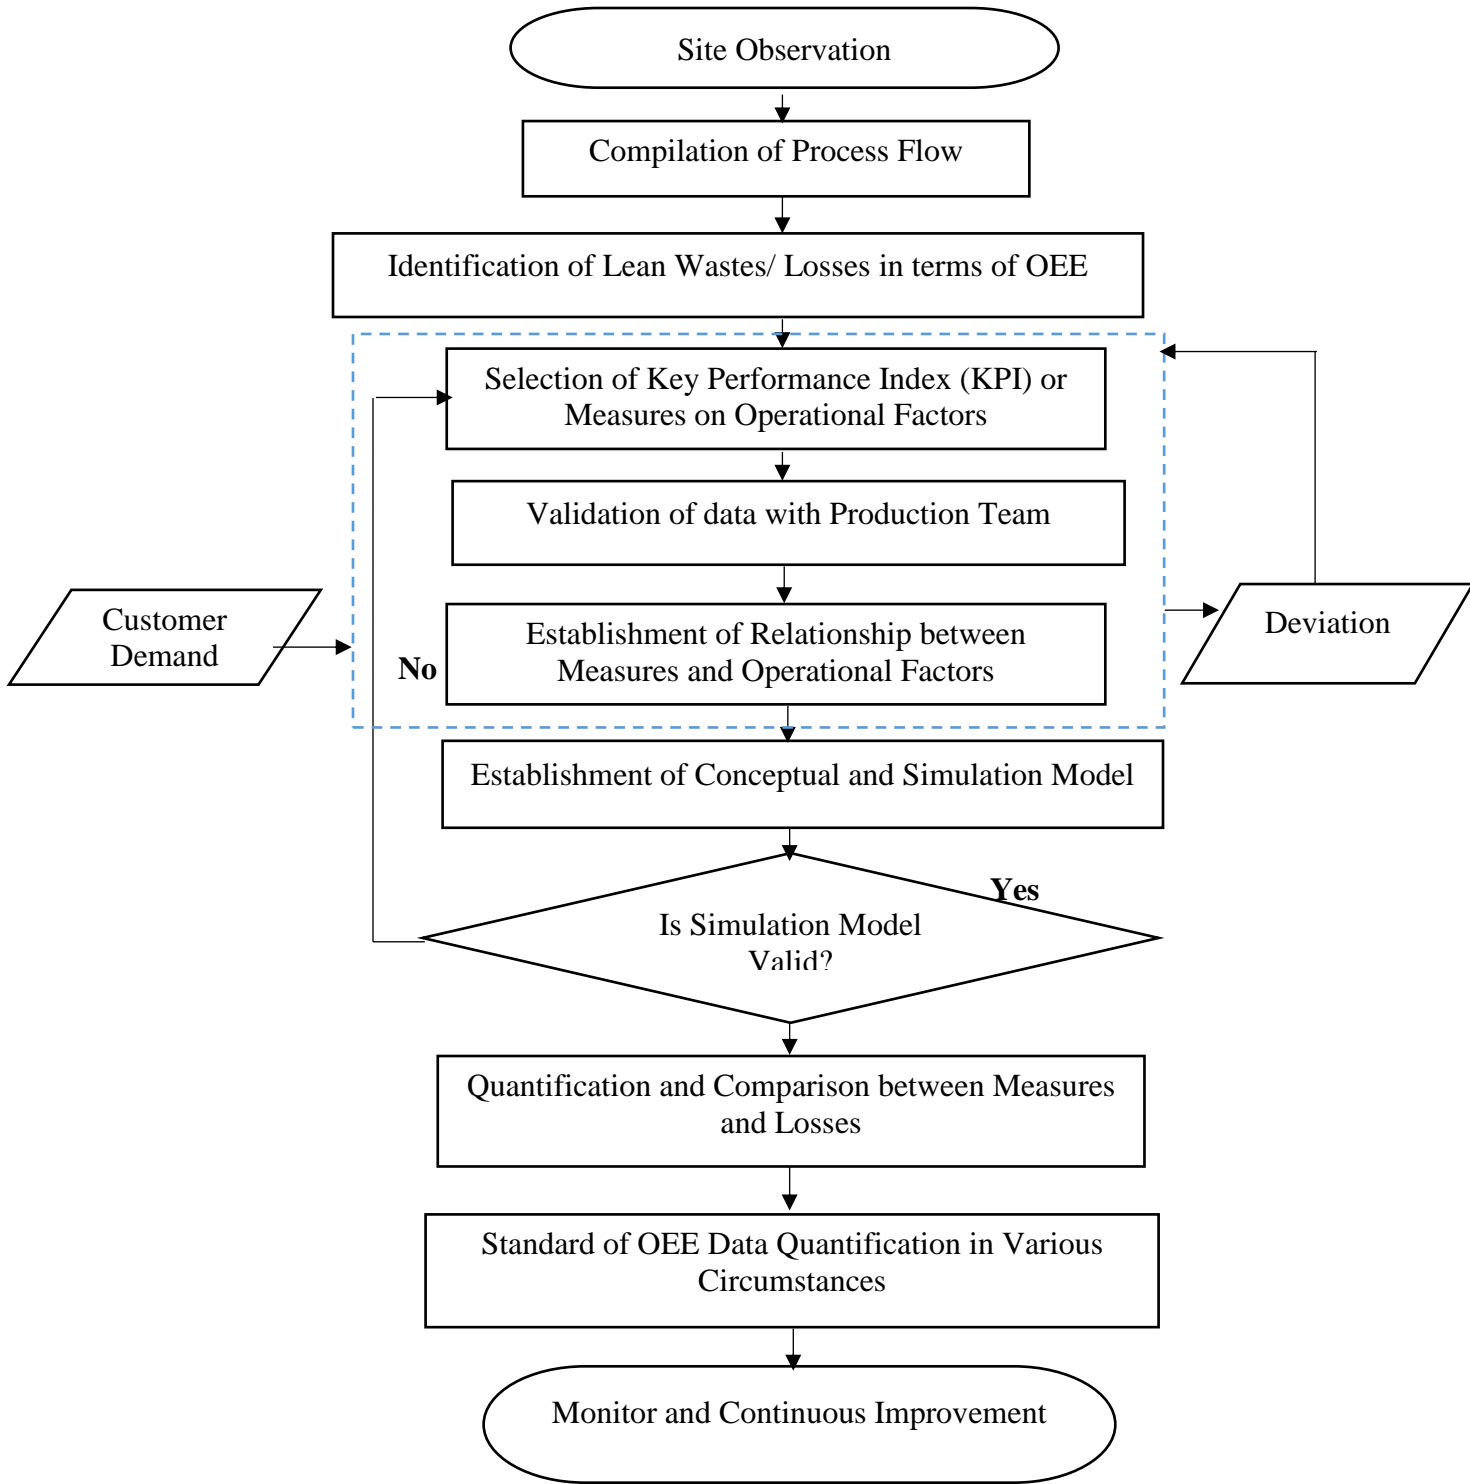 Site Observation
Compilation of Process Flow
Identification of Lean Wastes/ Losses in terms of OEE
Selection of Key Performance Index (KPI) or
Measures on Operational Factors
Validation of data with Production Team
Customer
Demand
Establishment of Relationship between
Measures and Operational Factors
Deviation
No
Establishment of Conceptual and Simulation Model
Yes
Is Simulation Model
Valid?
Quantification and Comparison between Measures
and Losses
Standard of OEE Data Quantification in Various
Circumstances
Monitor and Continuous Improvement